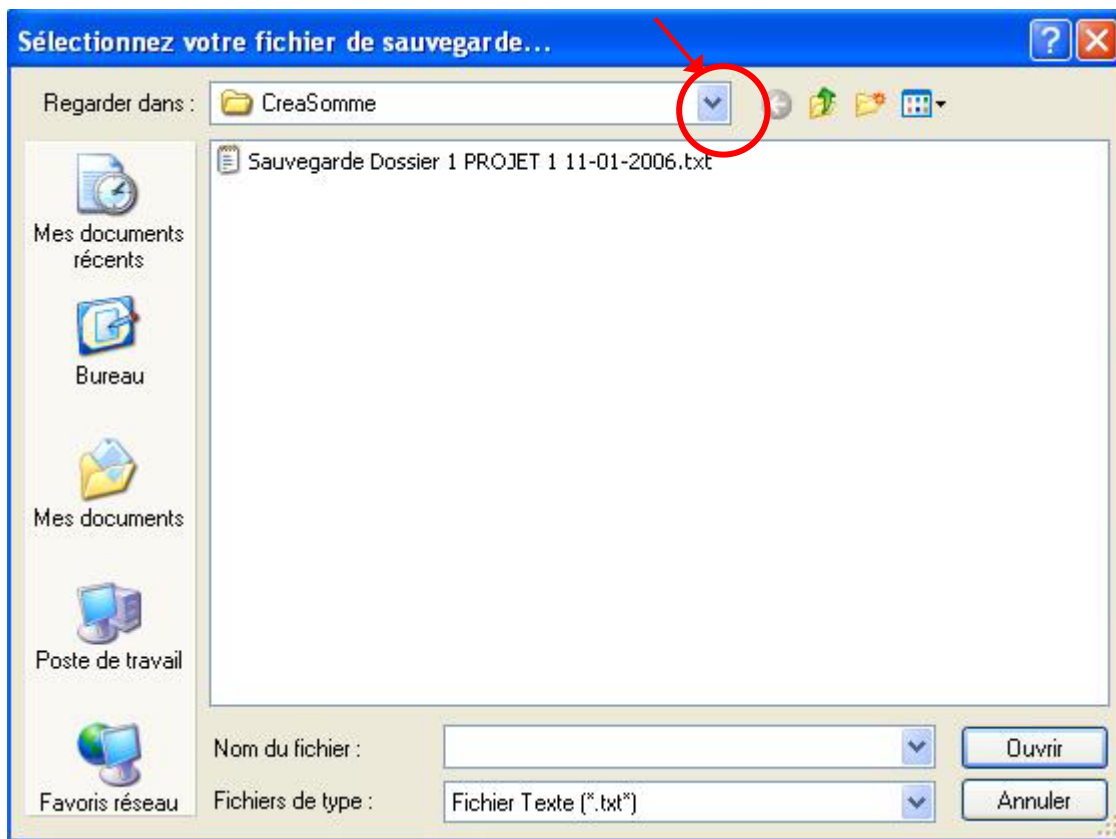 Sélectionnez votre fichier de sauvegarde...
?
Regarder dans :
CreaSomme
Sauvegarde Dossier 1 PROJET 1 11-01-2006.txt
Mes documents
récents
Bureau
Mes documents
Poste de travail
Favoris réseau
Nom du fichier :
Ouvrir
Fichiers de type :
Fichier Texte (*.txt*)
Annuler